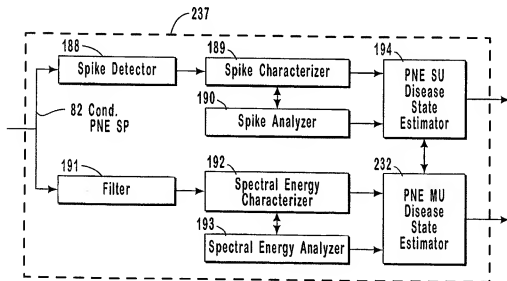 237
188
Spike Detector
189
Spike Characterizer
194
PNE SU
Disease
State
Estimator
190
Spike Analyzer
82 Cond.
PNE SP
191
Filter
192
Spectral Energy
Characterizer
193
Spectral Energy Analyzer
232
PNE MU
Disease
State
Estimator